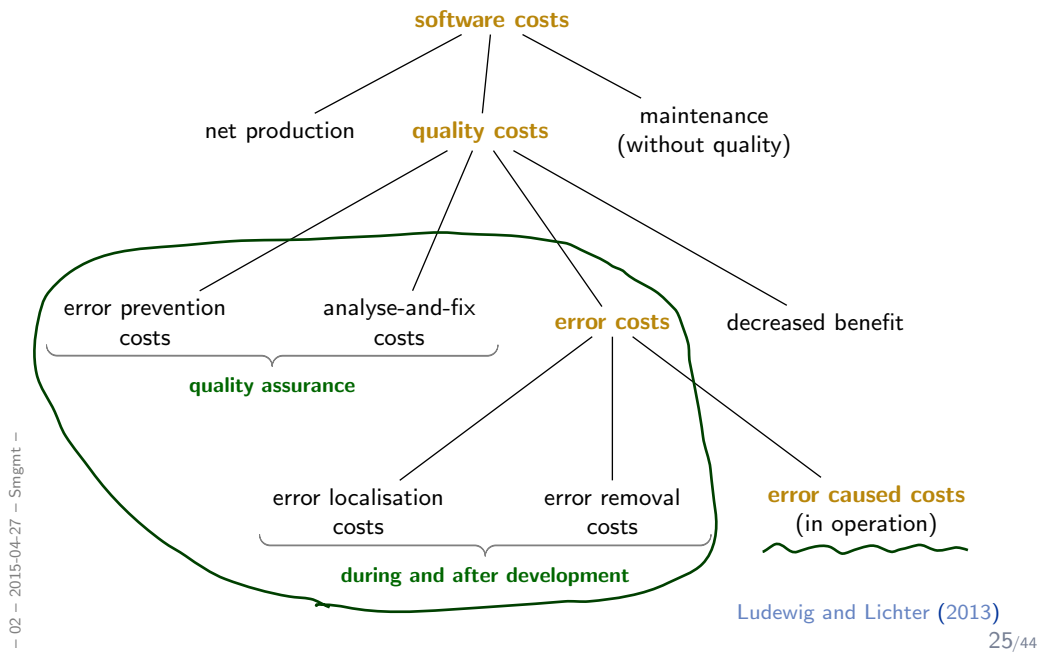 software costs
net production
quality costs
maintenance
(without quality)
error prevention
costs
analyse-and-fix
costs
error costs
decreased benefit
quality assurance
error localisation
costs
error removal
costs
error caused costs
(in operation)
during and after development
– 02 – 2015-04-27 – Smgmt –
Ludewig and Lichter (2013)
25/44